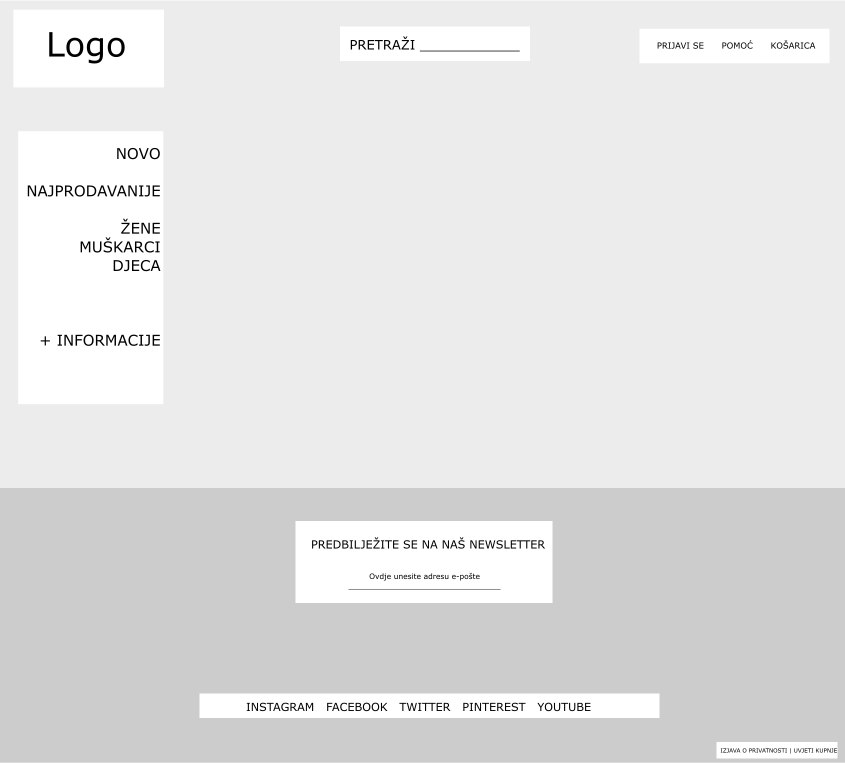 Logo
PRETRAŽI
PRIJAVI SE POMOĆ KOŠARICA
NOVO
NAJPRODAVANIJE
ŽENE
MUŠKARCI
DJECA
+ INFORMACIJE
PREDBILJEŽITE SE NA NAŠ NEWSLETTER
Ovdje unesite adresu e-pošte
INSTAGRAM FACEBOOK TWITTER PINTEREST YOUTUBE
IZJAVA O PRIVATNOSTI | UVJETI KUPNJE